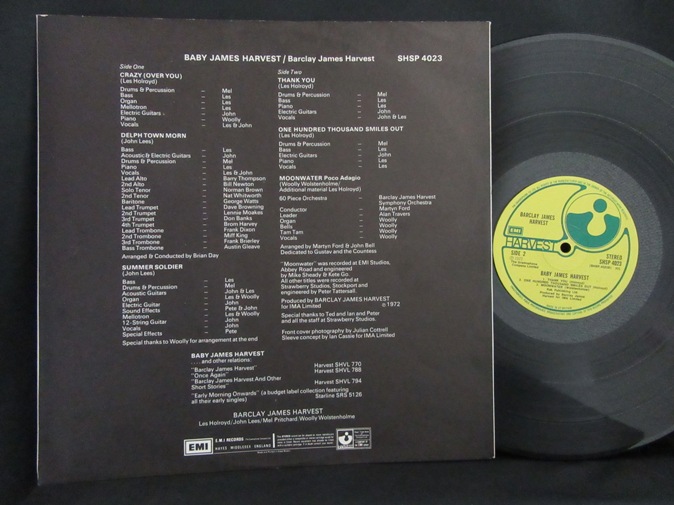 BABY JAMES HARVEST / Barclay James Harvest SHSP 4023
Side One
CRAZY (OVER YOU)
(Les Holroyd)
Drums & Percussion – Mel
Bass – Les
Organ – Les
Mellotron – Les
Electric Guitars – John
Piano – Woolly
Vocals – Les & John
DELPH TOWN MORN
(John Lees)
Bass – Les
Acoustic & Electric Guitars – John
Drums & Percussion – Mel
Piano – Les
Vocals – Les & John
Lead Alto – Barry Thompson
2nd Alto – Bill Newton
Solo Tenor – Norman Brown
2nd Tenor – Nat Whitworth
Baritone – George Watts
Lead Trumpet – Dave Browning
2nd Trumpet – Lennie Moakes
3rd Trumpet – Don Banks
4th Trumpet – Brom Harvey
Lead Trombone – Frank Dixon
2nd Trombone – Miff King
3rd Trombone – Frank Brierley
Bass Trombone – Austin Gleave
Arranged & Conducted by Brian Day
SUMMER SOLDIER
(John Lees)
Bass – Les
Drums – Mel
Acoustic Guitars – John & Les
Organ – Les & Woolly
Electric Guitar – John
Sound Effects – Pete & John
Mellotron – Les & Woolly
12-String Guitar – John
Vocals – John
Special Effects – Pete
Special thanks to Woolly for arrangement at the end
Side Two
THANK YOU
(Les Holroyd)
Drums & Percussion – Mel
Bass – Les
Piano – Les
Electric Guitars – John
Vocals – John & Les
ONE HUNDRED THOUSAND SMILES OUT
(Les Holroyd)
Drums & Percussion – Mel
Bass – Les
Electric Guitars – John
Piano – Les
Vocals – Les
MOONWATER Poco Adagio
(Woolly Wolstenholme/
Additional material Les Holroyd)
60 Piece Orchestra – Barclay James Harvest
Symphony Orchestra
Conductor – Martyn Ford
Leader – Alan Travers
Organ – Woolly
Bells – Woolly
Tam Tam – Woolly
Vocals – Woolly
Arranged by Martyn Ford & John Bell
Dedicated to Gustav and the Countess
"Moonwater" was recorded at EMI Studios,
Abbey Road and engineered by
Mike Sheady & Kete Go.
All other titles were recorded at
Strawberry Studios, Stockport and
engineered by Peter Tattersall.
Produced by BARCLAY JAMES HARVEST
for IMA Limited ℗ 1972
Special thanks to Ted and Ian and Peter
and all the staff at Strawberry Studios.
Front cover photography by Julian Cottrell
Sleeve concept by Ian Cassie for IMA Limited
BABY JAMES HARVEST
.... and other relations:
"Barclay James Harvest" Harvest SHVL 770
"Once Again" Harvest SHVL 788
"Barclay James Harvest And Other
Short Stories" Harvest SHVL 794
"Early Morning Onwards" (a budget label collection featuring
all their early singles) Starline SRS 5126
BARCLAY JAMES HARVEST
Les Holroyd/John Lees/Mel Pritchard/Woolly Wolstenholme
EMI
E.M.I RECORDS
HAYES MIDDLESEX ENGLAND
BARCLAY JAMES
HARVEST
EMI
HARVEST
SIDE 2
STEREO
SHSP 4023
BABY JAMES HARVEST